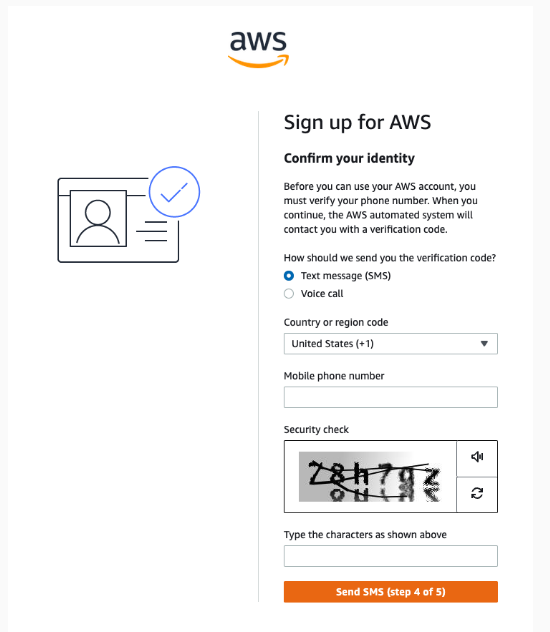 aws
Sign up for AWS
Confirm your identity
Before you can use your AWS account, you
must verify your phone number. When you
continue, the AWS automated system will
contact you with a verification code.
How should we send you the verification code?
Text message (SMS)
Voice call
Country or region code
United States (+1)
Mobile phone number
Security check
Type the characters as shown above
Send SMS (step 4 of 5)